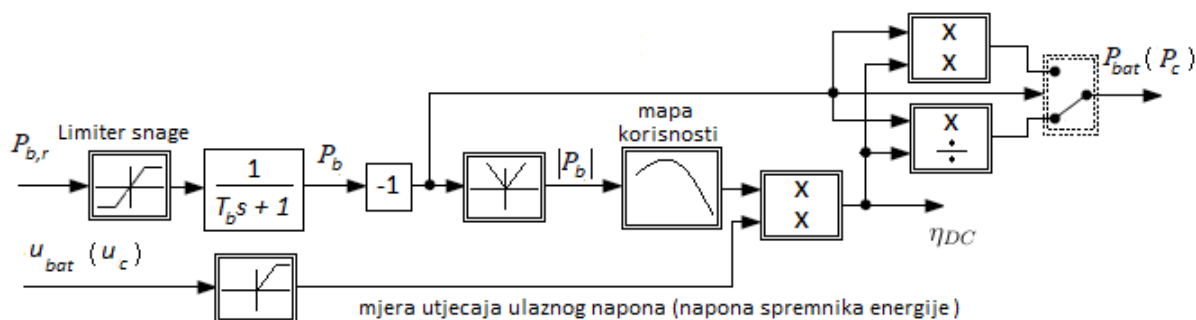 X
X
P_bat (P_c)
mapa
korisnosti
X
÷
Limiter snage
P_b,r
1
T_b s + 1
P_b
-1
|P_b|
X
X
η_DC
u_bat (u_c)
mjera utjecaja ulaznog napona (napona spremnika energije )